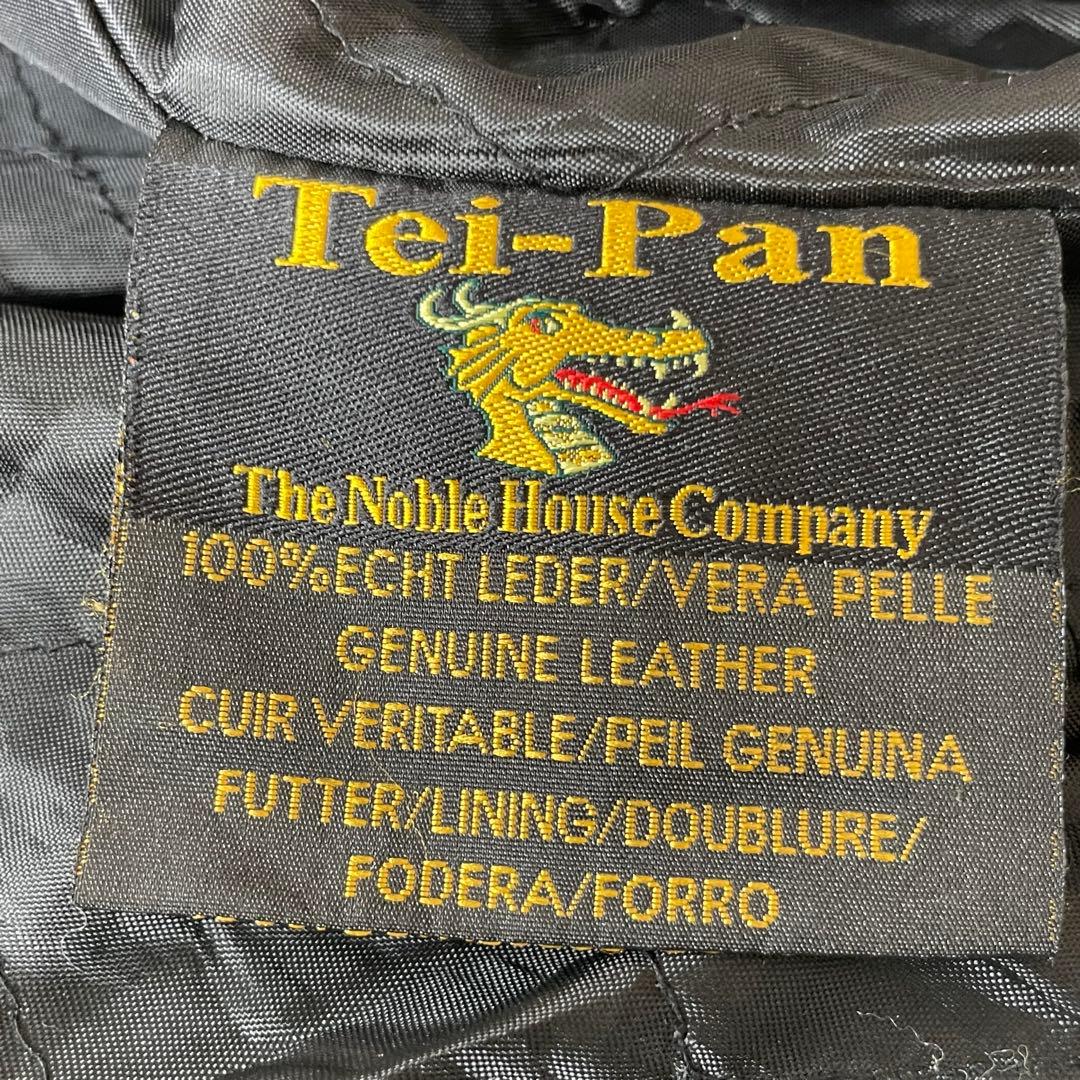 Tei-Pan
The Noble House Company
100%ECHT LEDER/VERA PELLE
GENUINE LEATHER
CUIR VERITABLE/PEIL GENUINA
FUTTER/LINING/DOUBLURE/
FODERA/FORRO